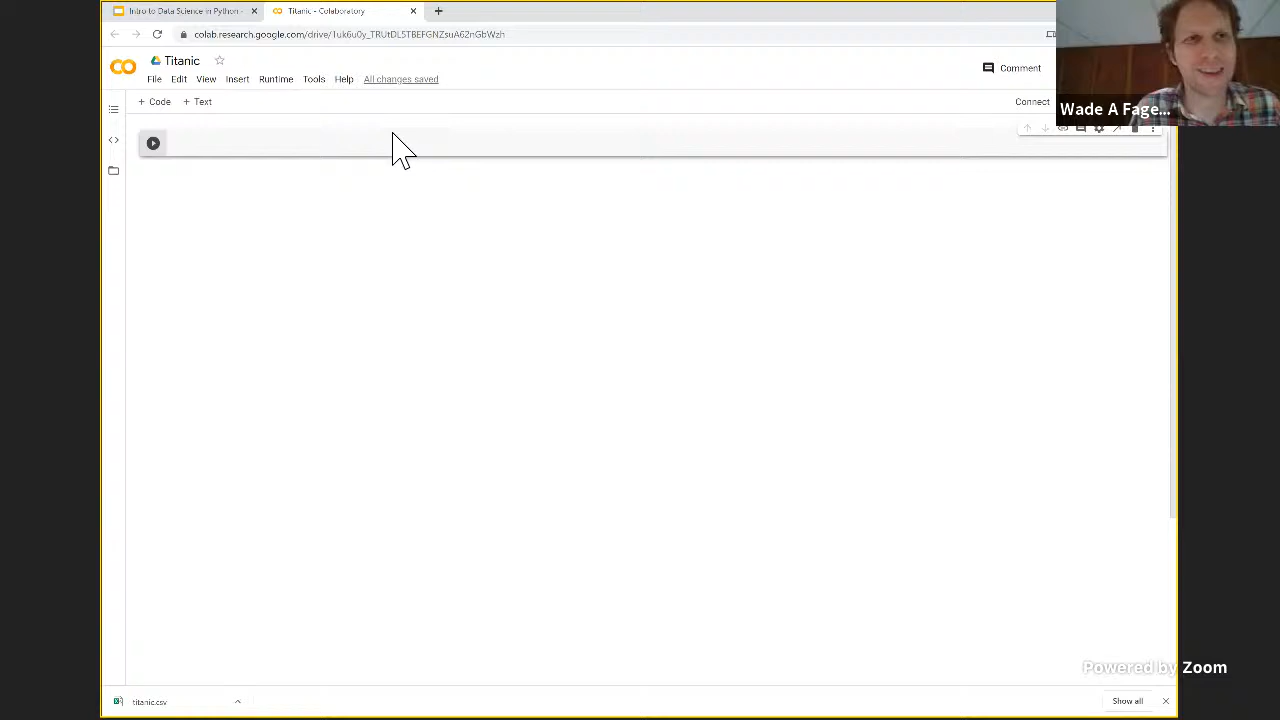 Intro to Data Science in Python -
Titanic - Colaboratory
colab.research.google.com/drive/1uk6u0y_TRUtDLSTBEFGNZsuA62nGbWzh
Titanic
File Edit View Insert Runtime Tools Help All changes saved
Comment
+ Code + Text
Connect
Wade A Fage...
Powered by Zoom
titanic.csv
Show all